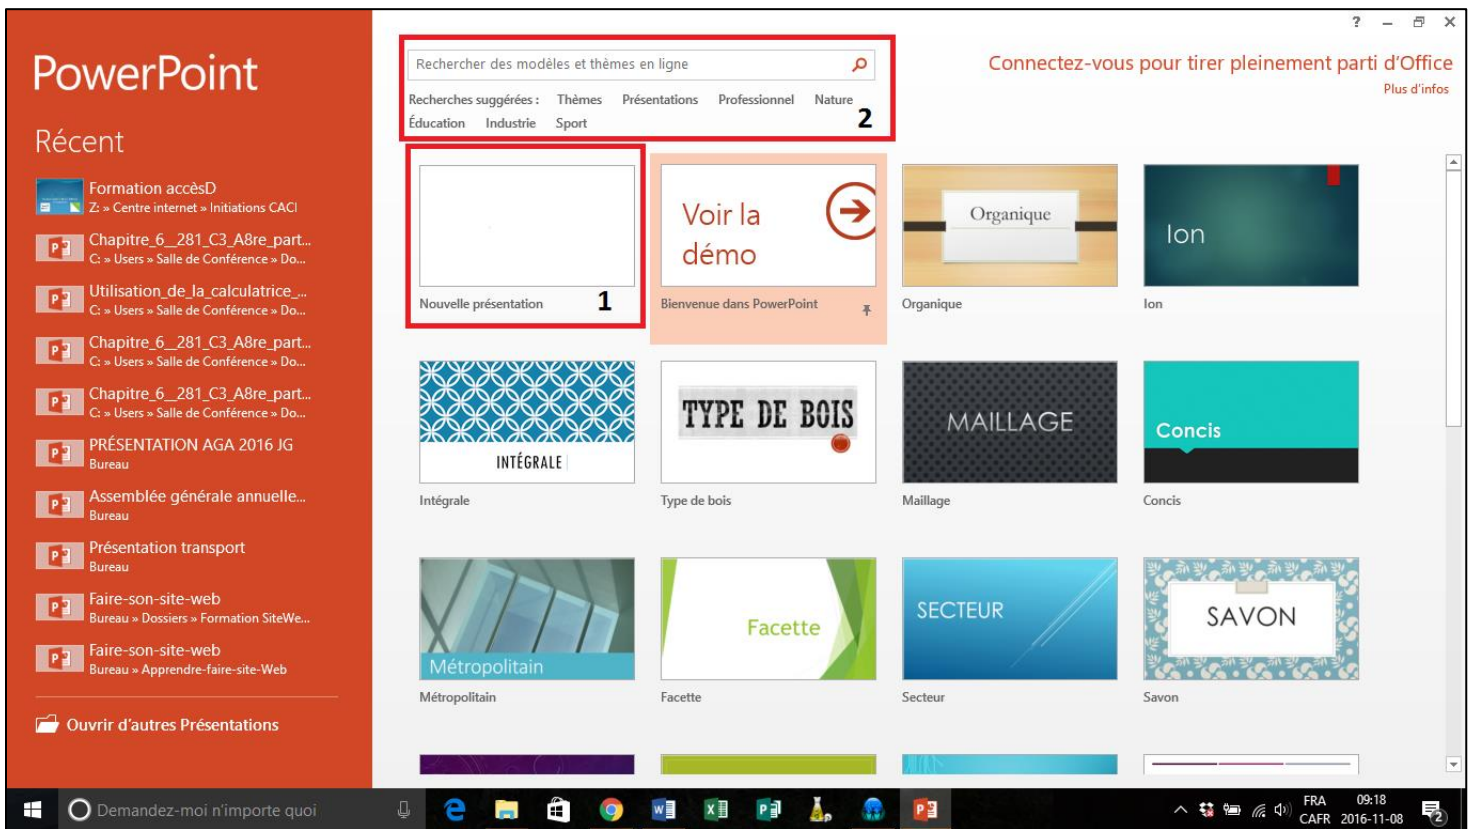 ?
PowerPoint
Rechercher des modèles et thèmes en ligne
Connectez-vous pour tirer pleinement parti d'Office
Plus d'infos
Recherches suggérées : Thèmes Présentations Professionnel Nature
Éducation Industrie Sport
2
Récent
Formation accèsD
Z: » Centre internet » Initiations CACI
Chapitre_6__281_C3_A8re_part...
C: » Users » Salle de Conférence » Do...
Utilisation_de_la_calculatrice_...
C: » Users » Salle de Conférence » Do...
Chapitre_6__281_C3_A8re_part...
C: » Users » Salle de Conférence » Do...
Chapitre_6__281_C3_A8re_part...
C: » Users » Salle de Conférence » Do...
PRÉSENTATION AGA 2016 JG
Bureau
Assemblée générale annuelle...
Bureau
Présentation transport
Bureau
Faire-son-site-web
Bureau » Dossiers » Formation SiteWe...
Faire-son-site-web
Bureau » Apprendre-faire-site-Web
Ouvrir d'autres Présentations
Voir la
démo
Organique
Ion
Nouvelle présentation
1
Bienvenue dans PowerPoint
Organique
Ion
INTÉGRALE
TYPE DE BOIS
MAILLAGE
Concis
Intégrale
Type de bois
Maillage
Concis
Métropolitain
Facette
SECTEUR
SAVON
Métropolitain
Facette
Secteur
Savon
Demandez-moi n'importe quoi
FRA
CAFR
09:18
2016-11-08
2